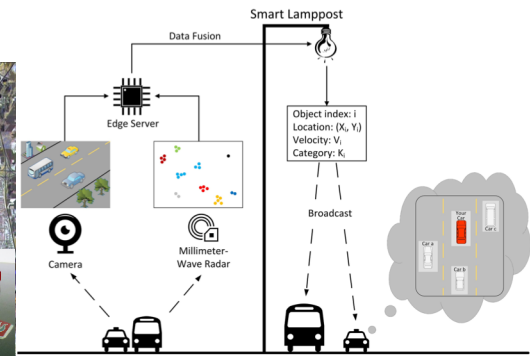 Smart Lamppost
Data Fusion
Edge Server
Object index: i
Location: (Xᵢ, Yᵢ)
Velocity: Vᵢ
Category: Kᵢ
Camera
Millimeter-
Wave Radar
Broadcast
Your
Car
Car c
Car a
Car b